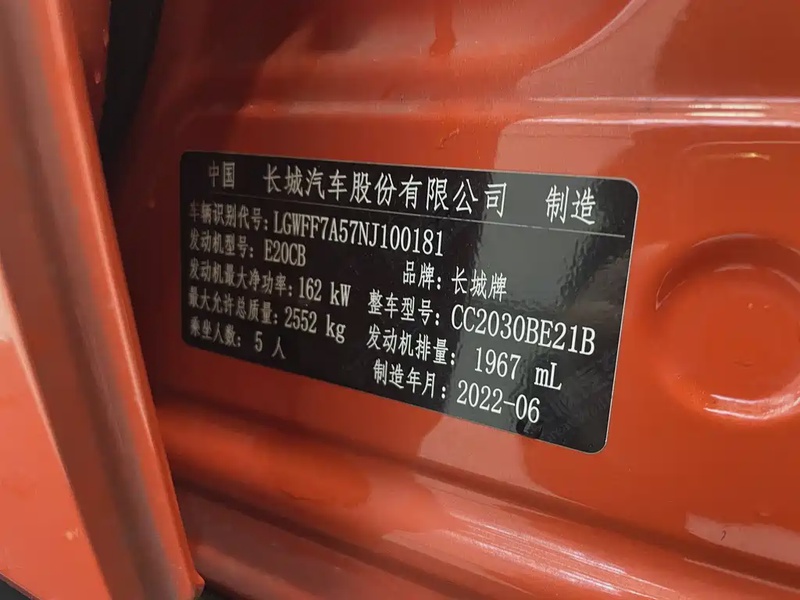 中国 长城汽车股份有限公司 制造
车辆识别代号: LGWFF7A57NJ100181
发动机型号: E20CB 品牌: 长城牌
发动机最大净功率: 162 kW 整车型号: CC2030BE21B
最大允许总质量: 2552 kg 发动机排量: 1967 mL
乘坐人数: 5 人 制造年月: 2022-06